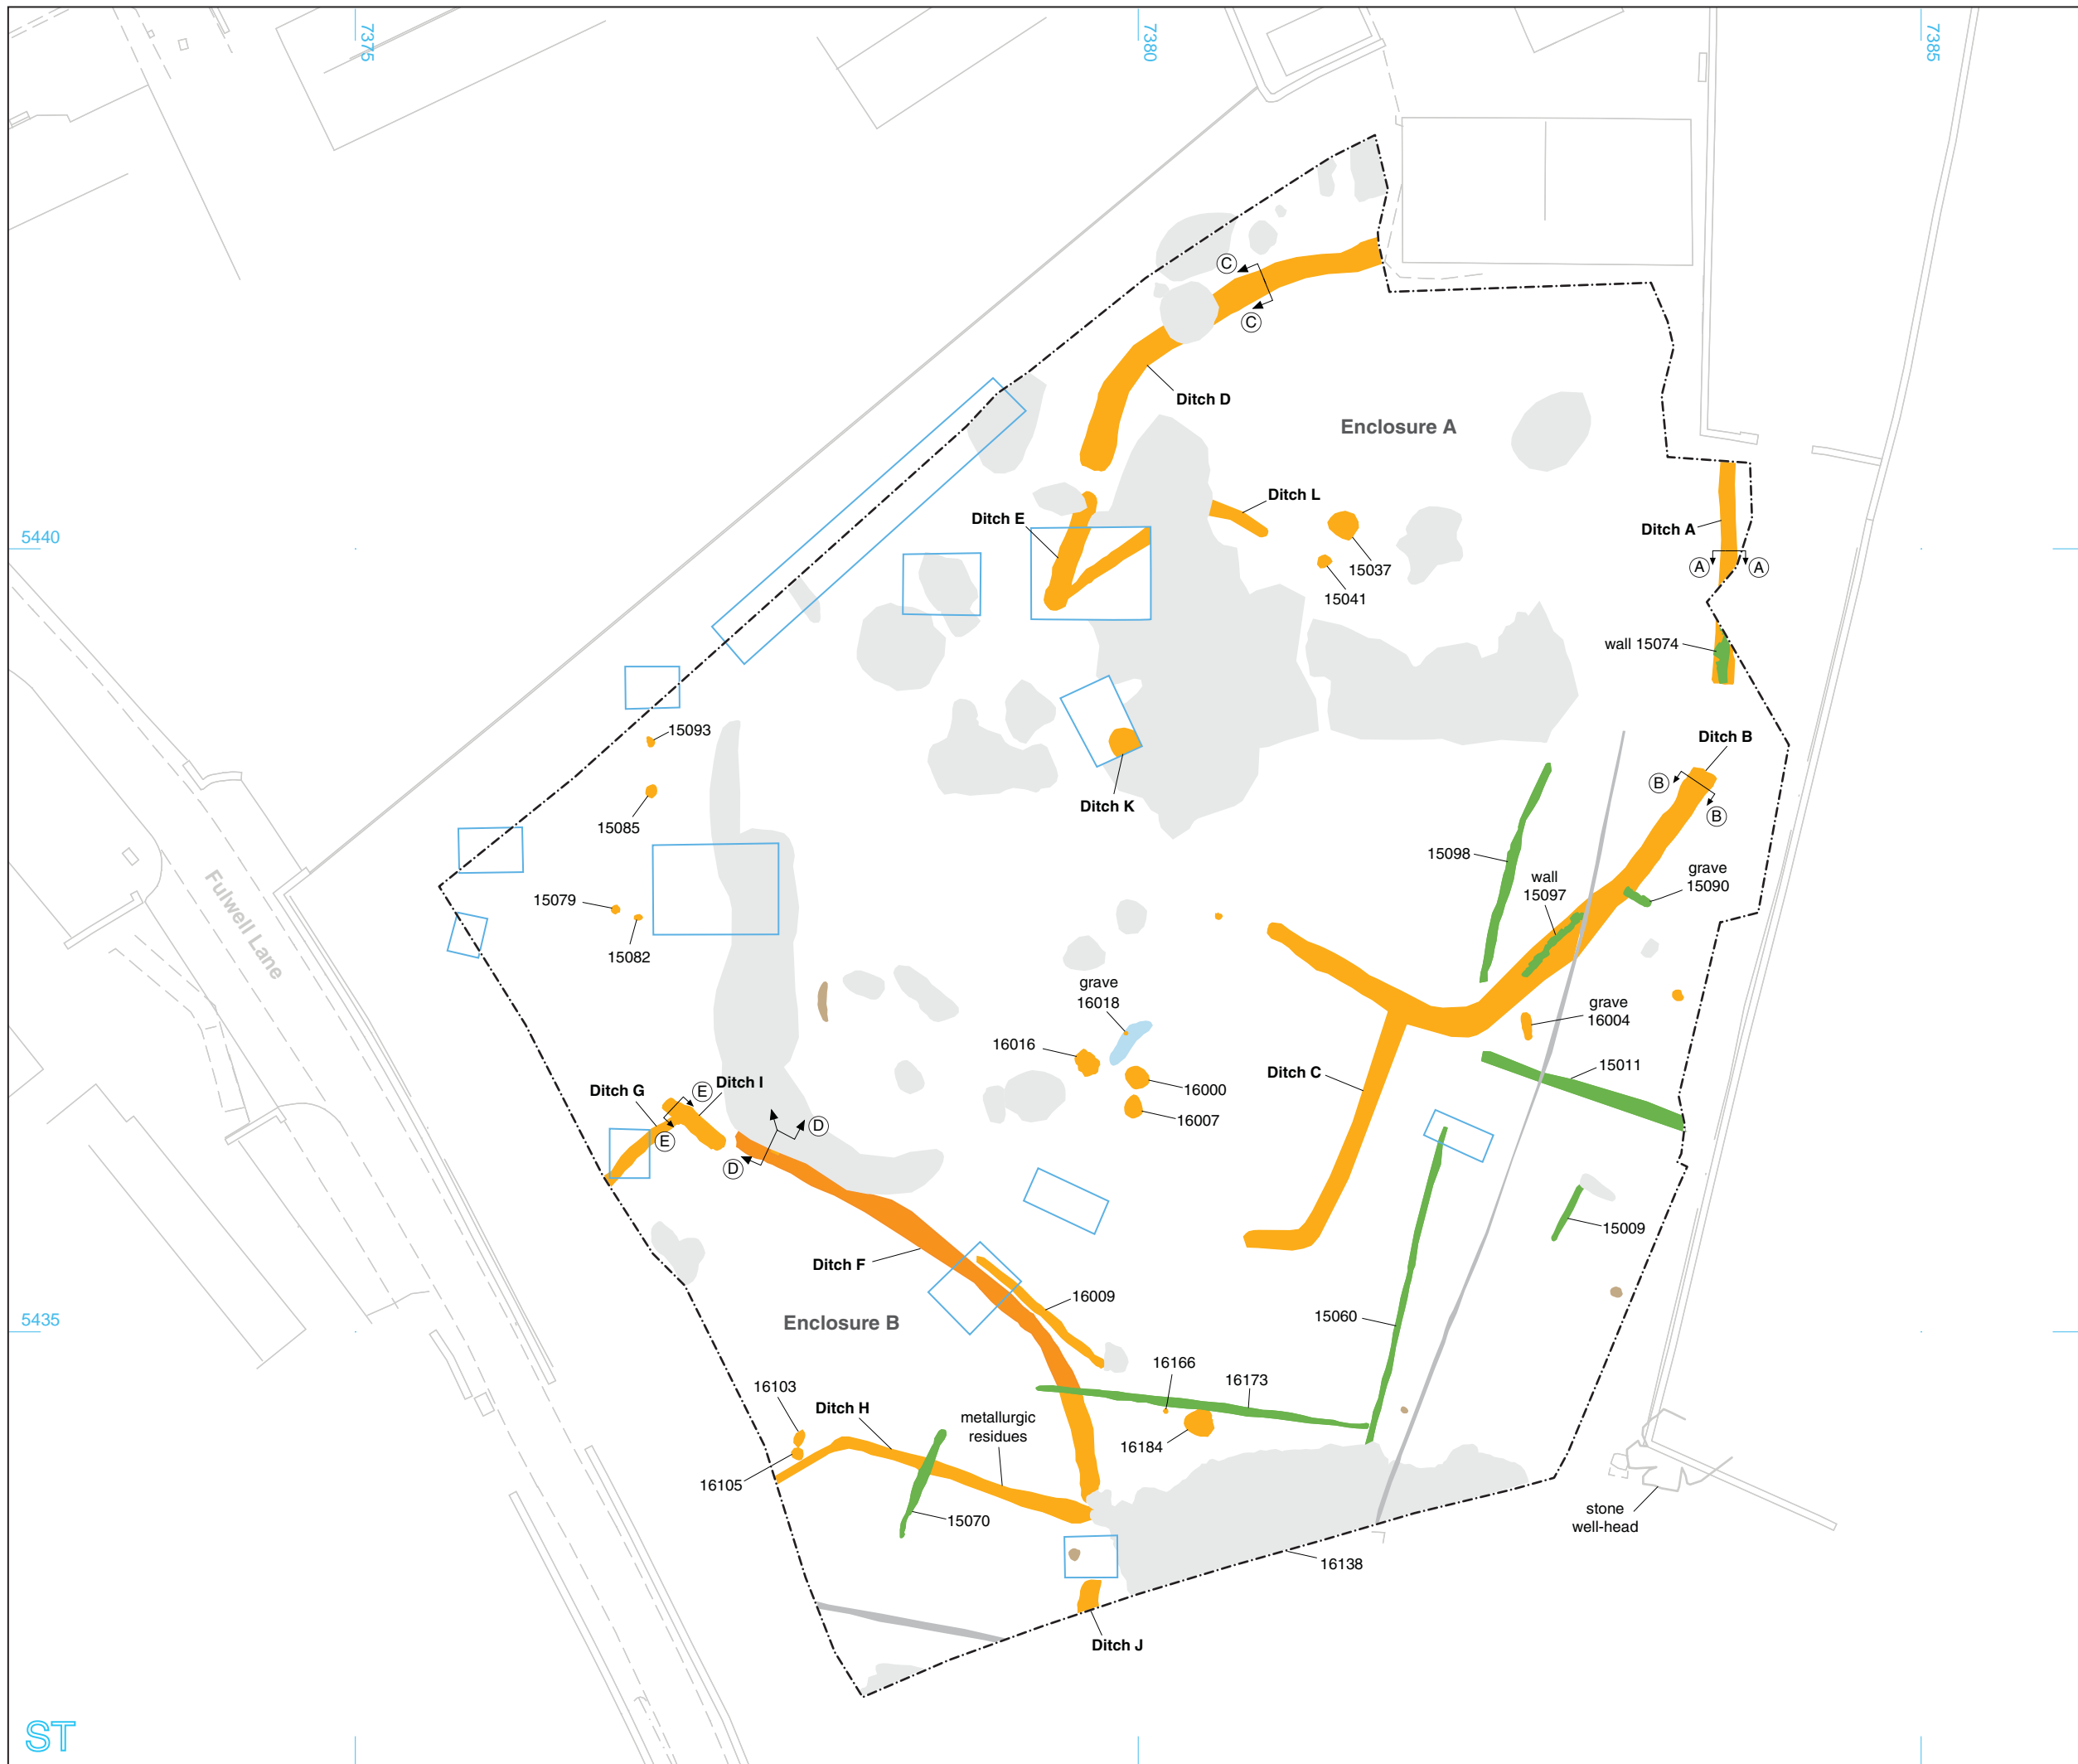 7375
7380
7385
C
C
Ditch D
Enclosure A
Ditch L
Ditch E
Ditch A
5440
15037
A
A
15041
wall 15074
15093
Ditch B
B
Ditch K
B
15085
15098
grave
15090
wall
15097
15079
15082
Fulwell Lane
grave
16018
grave
16004
16016
15011
Ditch C
Ditch I
Ditch G
E
16000
16007
D
E
D
15009
Ditch F
16009
15060
5435
Enclosure B
16166
16173
16103
Ditch H
metallurgic
residues
16184
16105
15070
stone
well-head
16138
Ditch J
ST